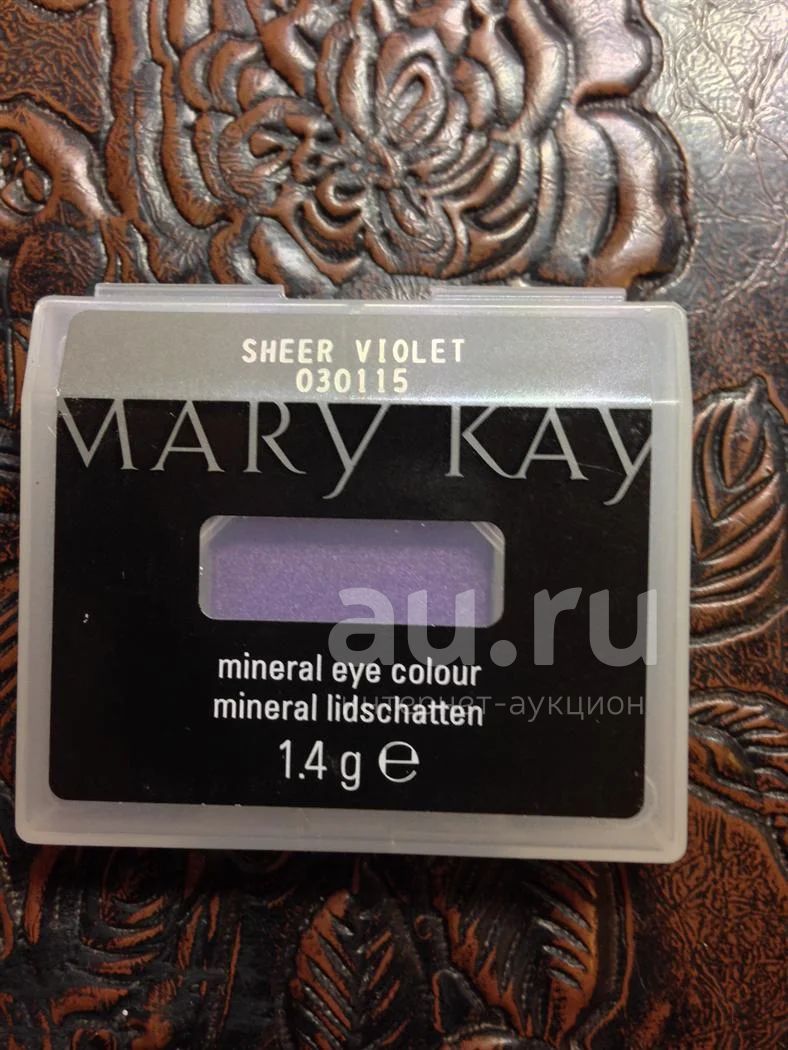 SHEER VIOLET
030115
MARY KAY
au.ru
mineral eye colour
интернет-аукцион
mineral lidschatten
1.4 g ℮